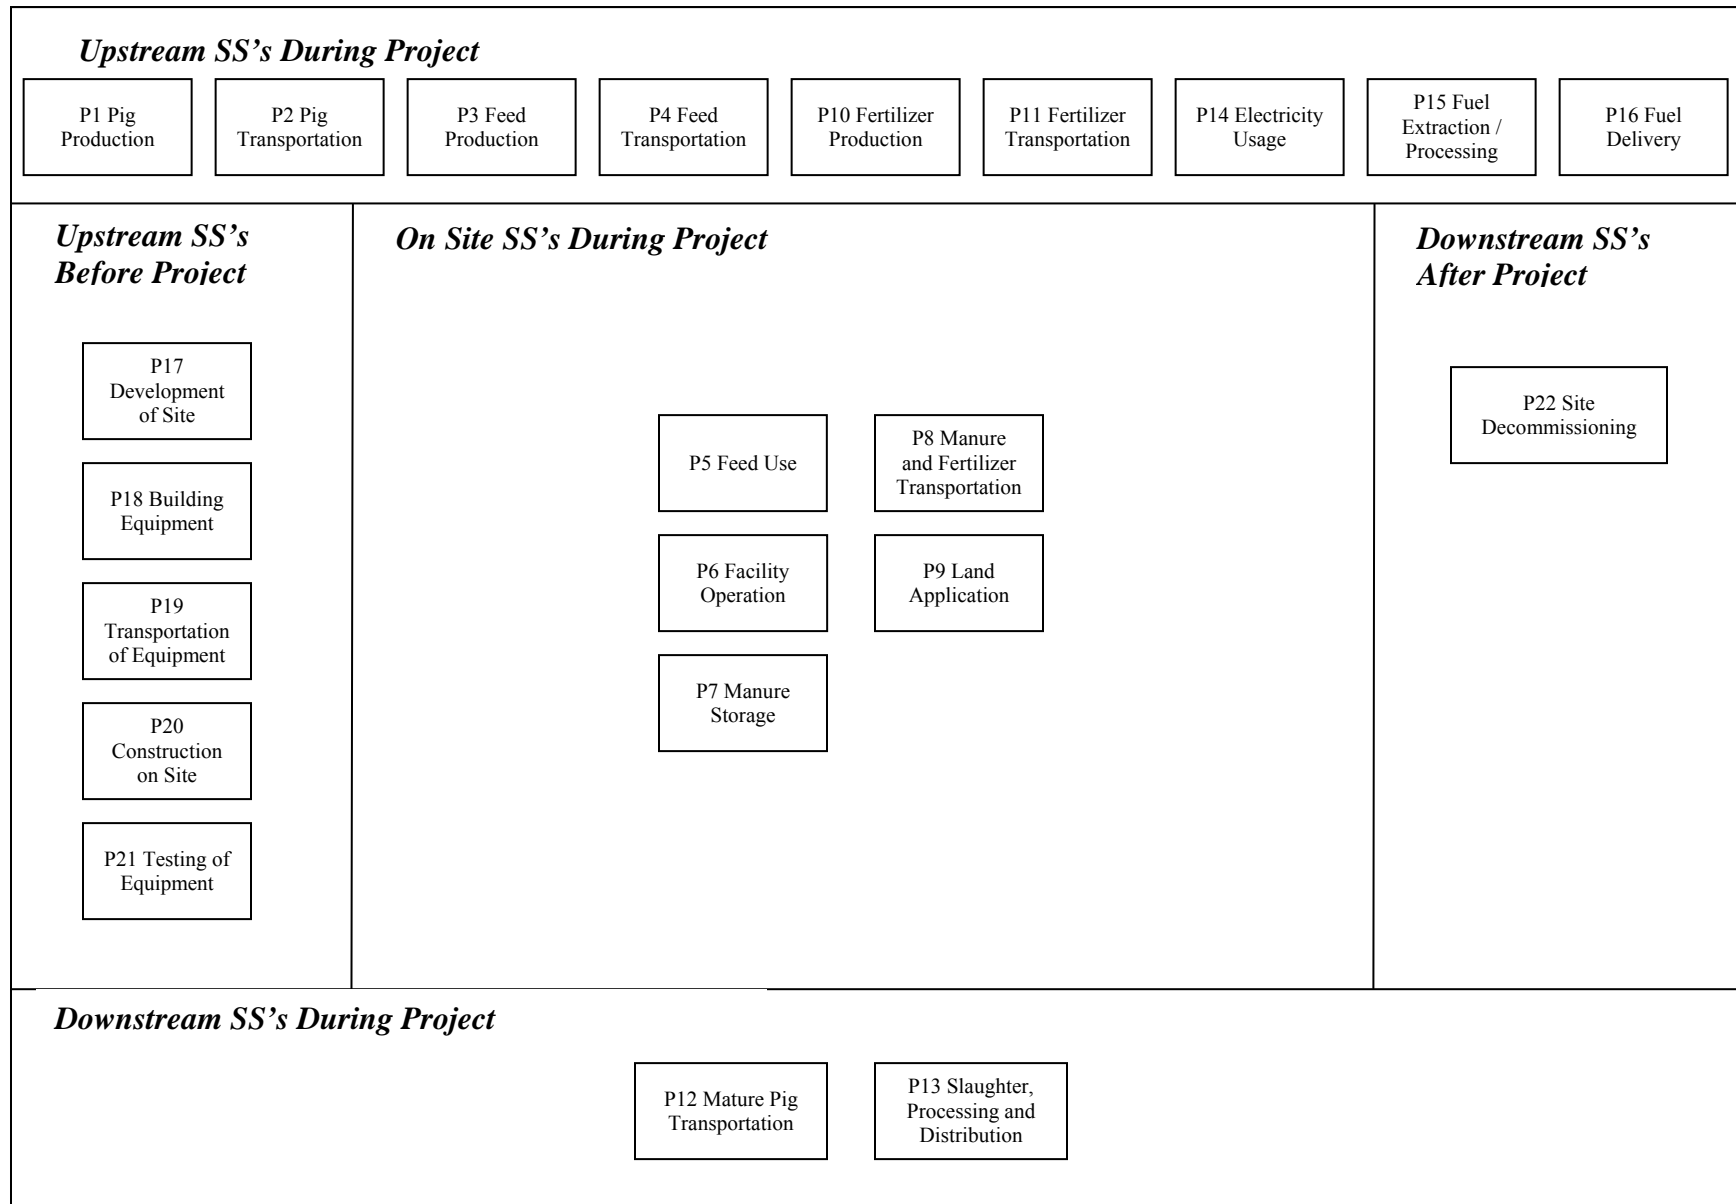 Upstream SS’s During Project
P1 Pig
Production
P2 Pig
Transportation
P3 Feed
Production
P4 Feed
Transportation
P10 Fertilizer
Production
P11 Fertilizer
Transportation
P14 Electricity
Usage
P15 Fuel
Extraction /
Processing
P16 Fuel
Delivery
Upstream SS’s
Before Project
P17
Development
of Site
P18 Building
Equipment
P19
Transportation
of Equipment
P20
Construction
on Site
P21 Testing of
Equipment
On Site SS’s During Project
P5 Feed Use
P6 Facility
Operation
P7 Manure
Storage
P8 Manure
and Fertilizer
Transportation
P9 Land
Application
Downstream SS’s
After Project
P22 Site
Decommissioning
Downstream SS’s During Project
P12 Mature Pig
Transportation
P13 Slaughter,
Processing and
Distribution